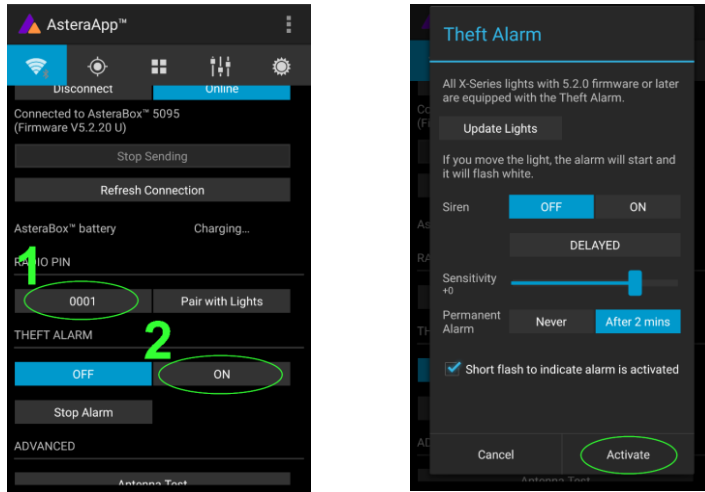 AsteraApp™
Disconnect
Online
Connected to AsteraBox™ 5095
(Firmware V5.2.20 U)
Stop Sending
Refresh Connection
AsteraBox™ battery
Charging...
1
RADIO PIN
0001
Pair with Lights
THEFT ALARM
2
OFF
ON
Stop Alarm
ADVANCED
Antenna Test
Theft Alarm
All X-Series lights with 5.2.0 firmware or later
are equipped with the Theft Alarm.
Update Lights
If you move the light, the alarm will start and
it will flash white.
Siren
OFF
ON
DELAYED
Sensitivity
+0
Permanent
Alarm
Never
After 2 mins
Short flash to indicate alarm is activated
Cancel
Activate
Antenna Test